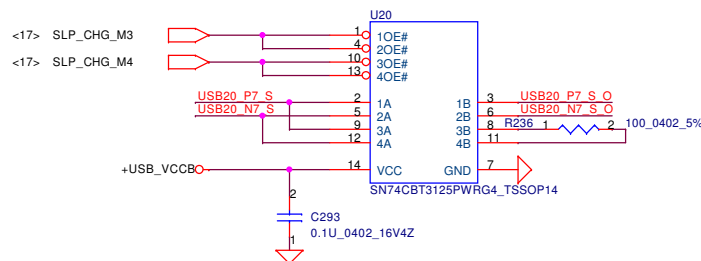 U20
<17> SLP_CHG_M3
1 1OE#
4 2OE#
<17> SLP_CHG_M4
10 3OE#
13 4OE#
USB20_P7_S 2 1A 1B 3 USB20_P7_S_O
USB20_N7_S 5 2A 2B 6 USB20_N7_S_O
9 3A 3B 8 R236 1 2 100_0402_5%
12 4A 4B 11
+USB_VCCB 14 VCC GND 7
SN74CBT3125PWRG4_TSSOP14
2
C293
0.1U_0402_16V4Z
1